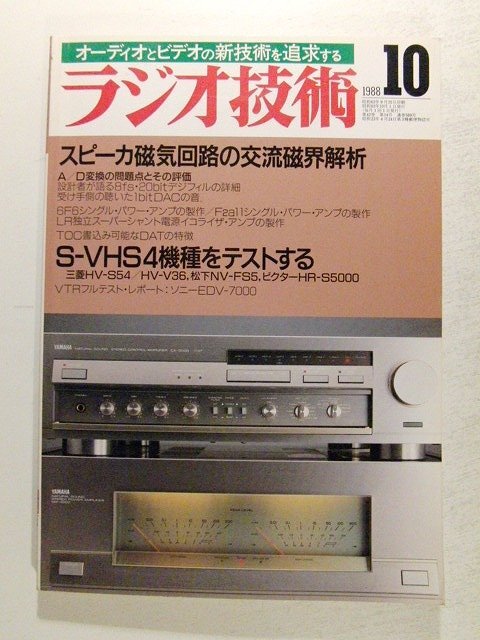 オーディオとビデオの新技術を追求する
ラジオ技術
1988 10
スピーカ磁気回路の交流磁界解析
A／D変換の問題点とその評価
設計者が語る8fs・20bitデジフィルの詳細
受け手側の聴いた1bitDACの音
6F6シングル・パワー・アンプの製作／F2a11シングル・パワー・アンプの製作
LR独立スーパーシャント電源イコライザ・アンプの製作
TOC書込み可能なDATの特徴
S-VHS4機種をテストする
三菱HV-S54／HV-V36，松下NV-FS5，ビクターHR-S5000
VTRフルテスト・レポート：ソニーEDV-7000
YAMAHA
YAMAHA